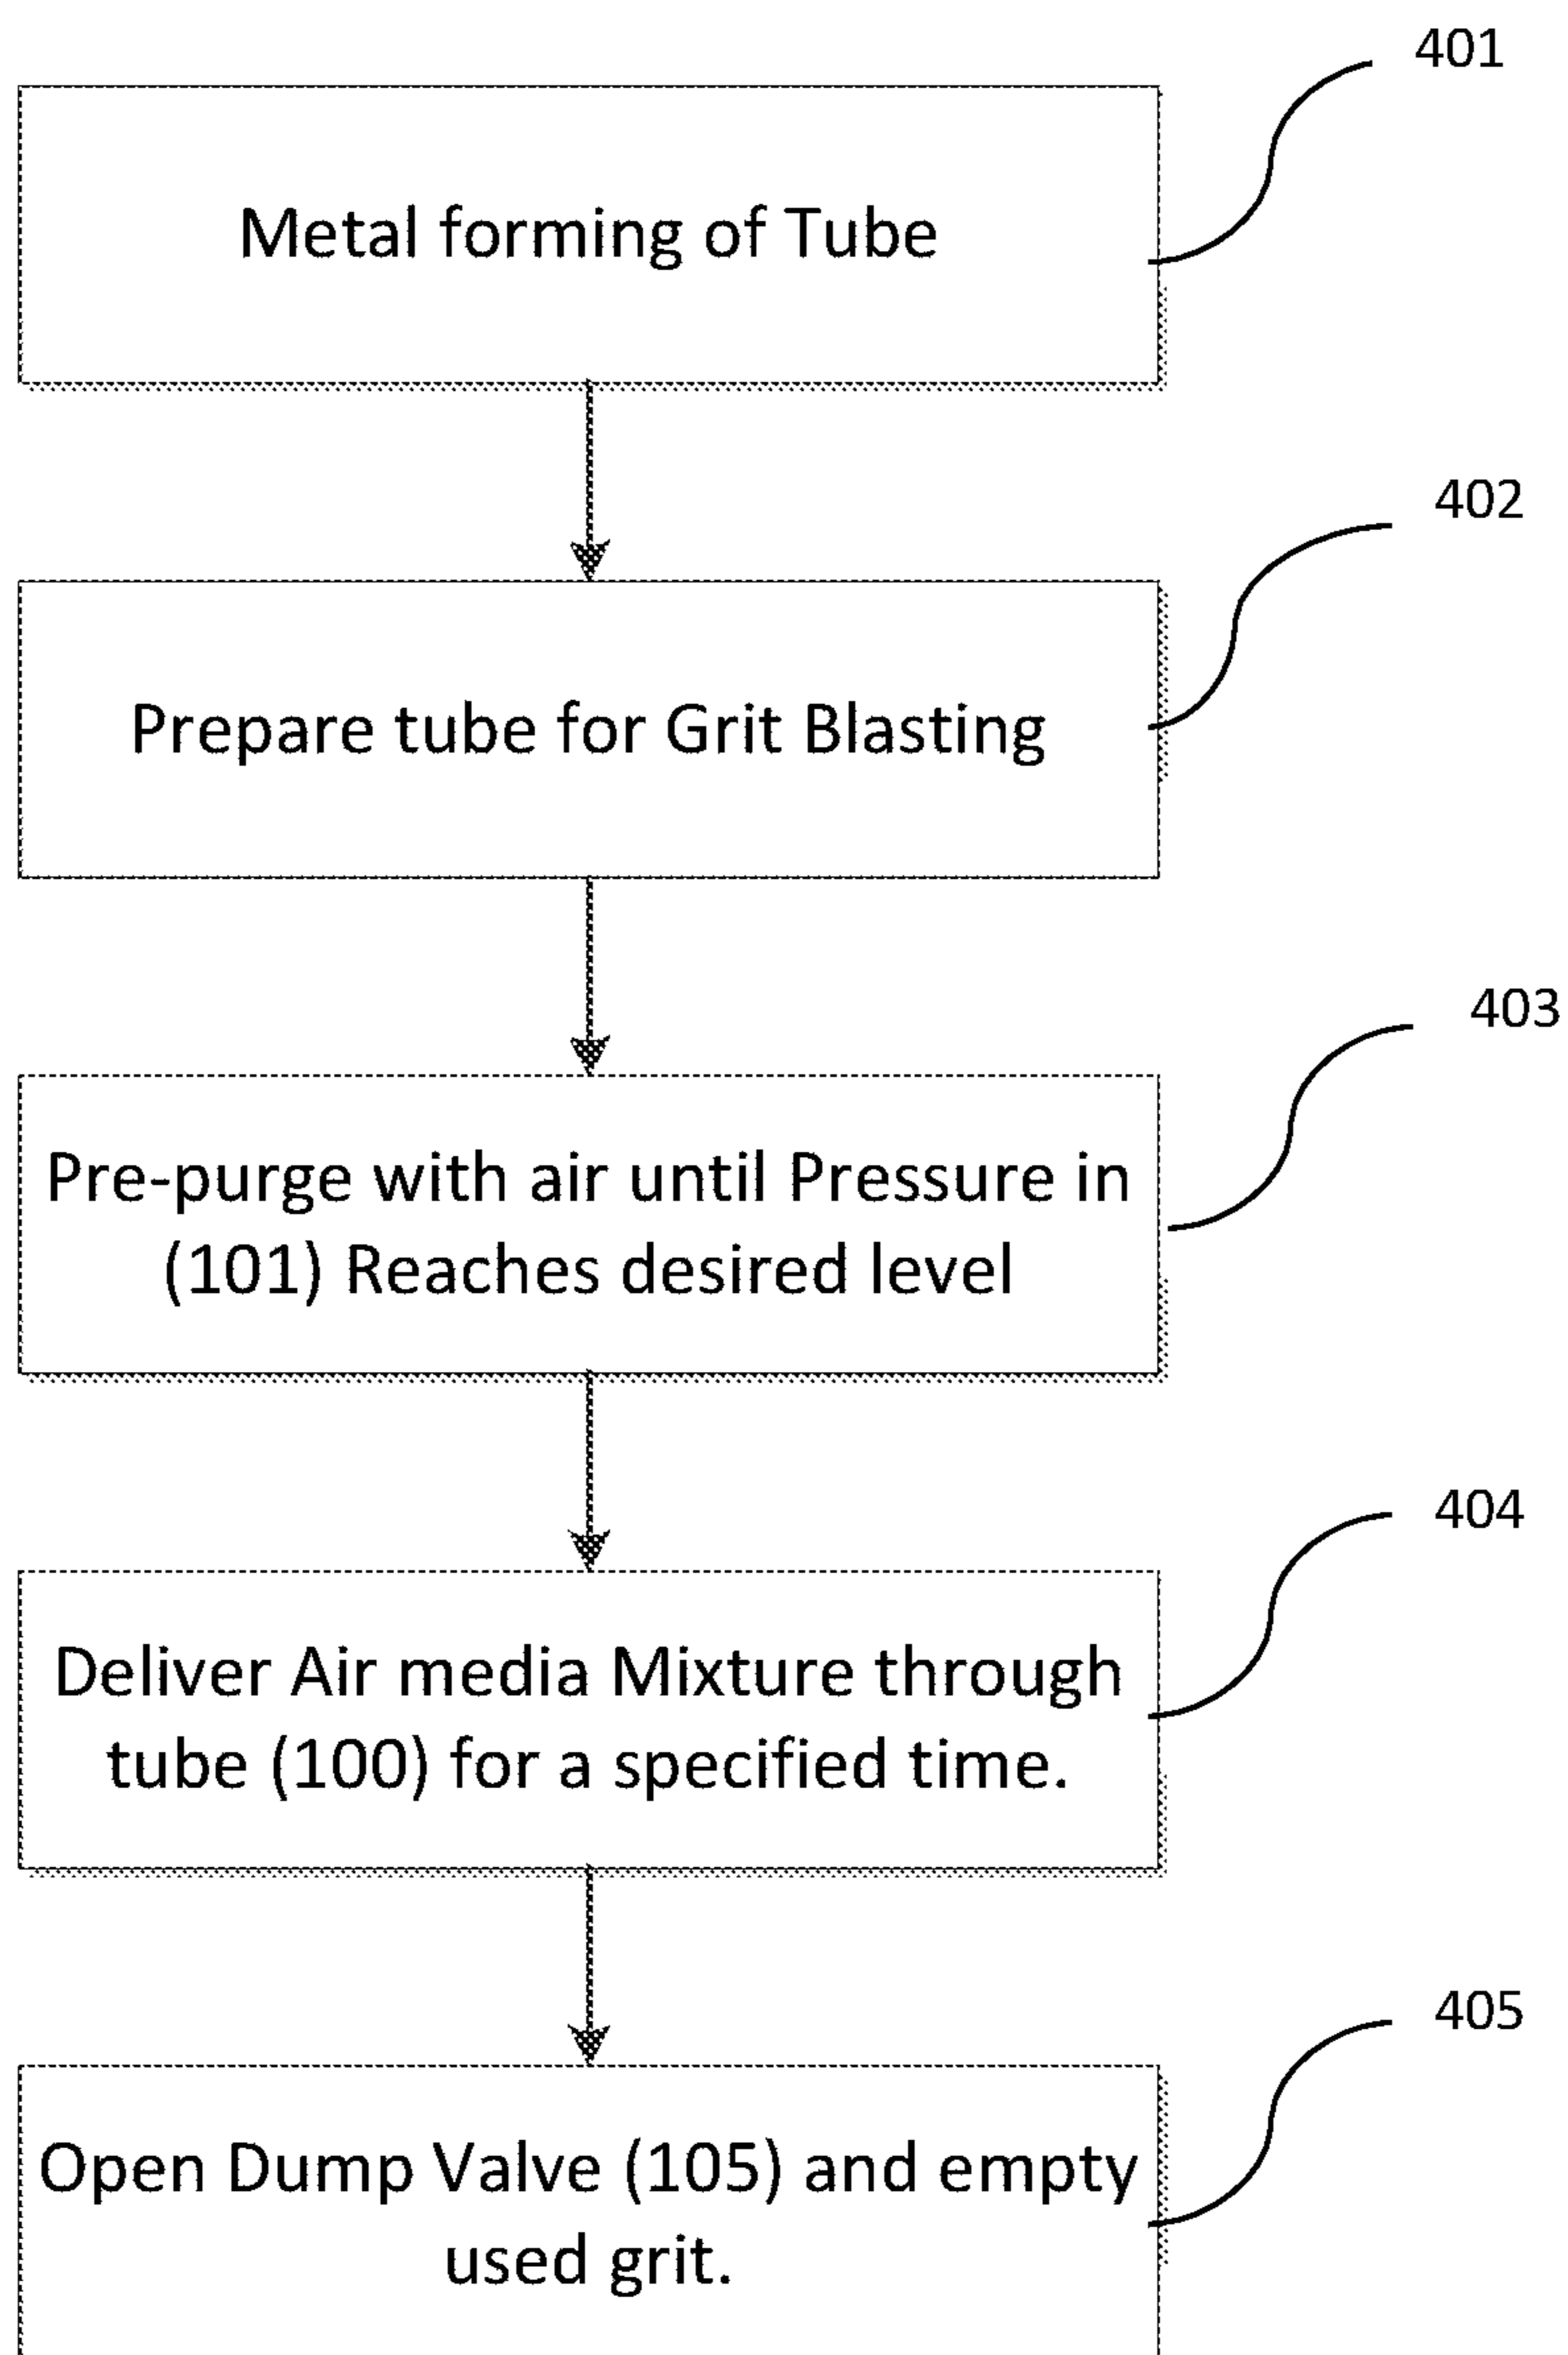 401
Metal forming of Tube
402
Prepare tube for Grit Blasting
403
Pre-purge with air until Pressure in
(101) Reaches desired level
404
Deliver Air media Mixture through
tube (100) for a specified time.
405
Open Dump Valve (105) and empty
used grit.